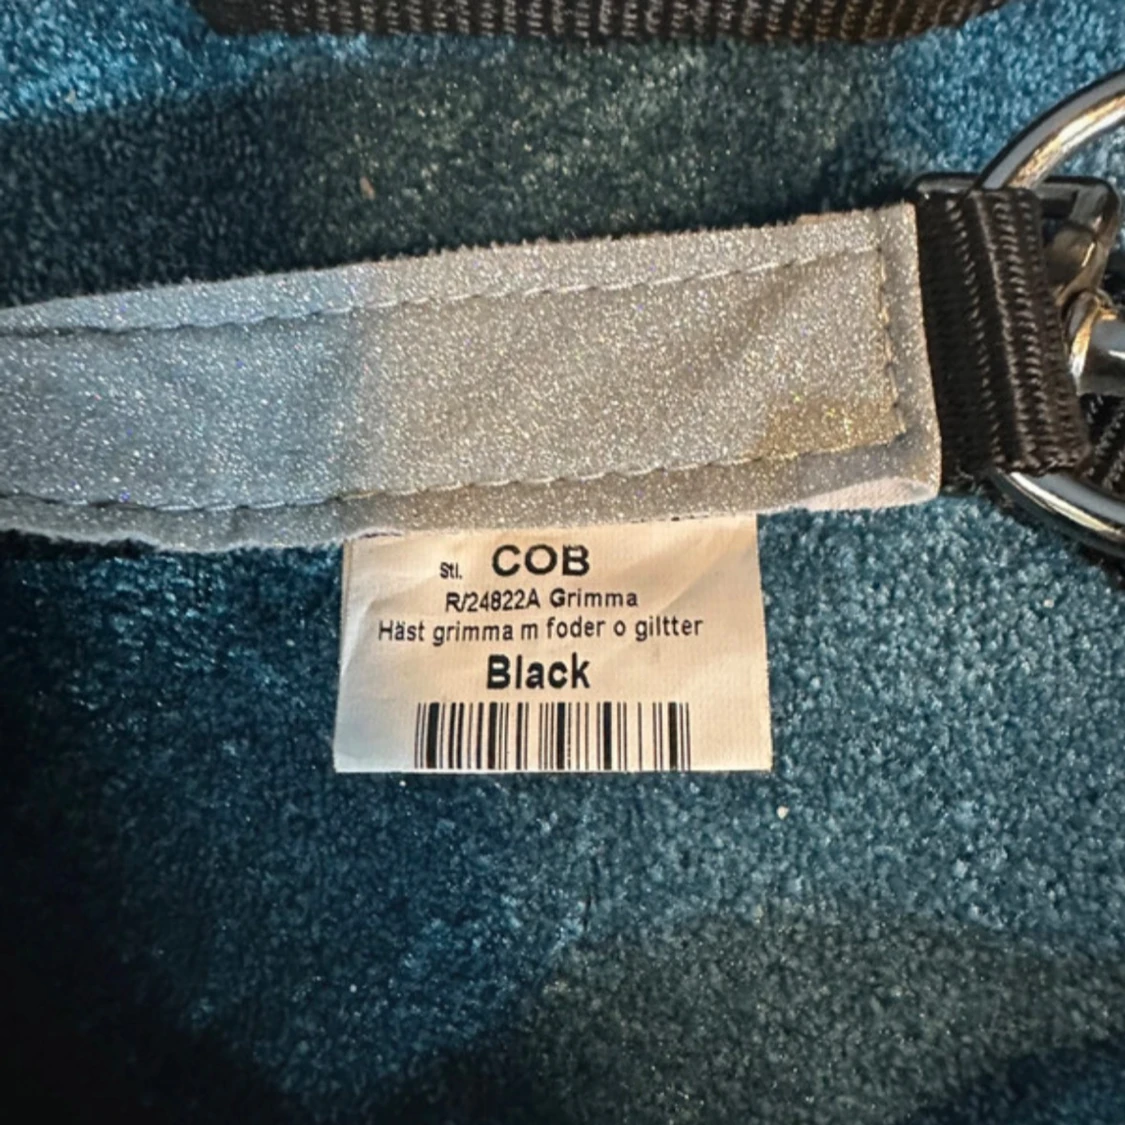 Stl. COB
R/24822A Grimma
Häst grimma m foder o giltter
Black